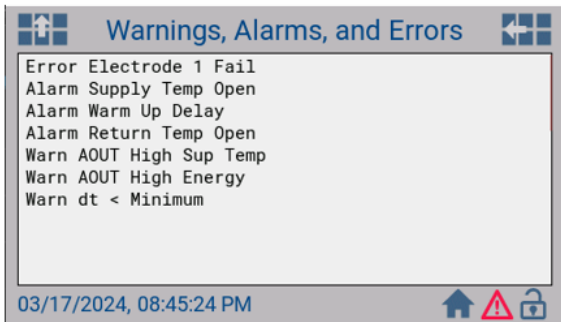 Warnings, Alarms, and Errors
Error Electrode 1 Fail
Alarm Supply Temp Open
Alarm Warm Up Delay
Alarm Return Temp Open
Warn AOUT High Sup Temp
Warn AOUT High Energy
Warn dt < Minimum
03/17/2024, 08:45:24 PM